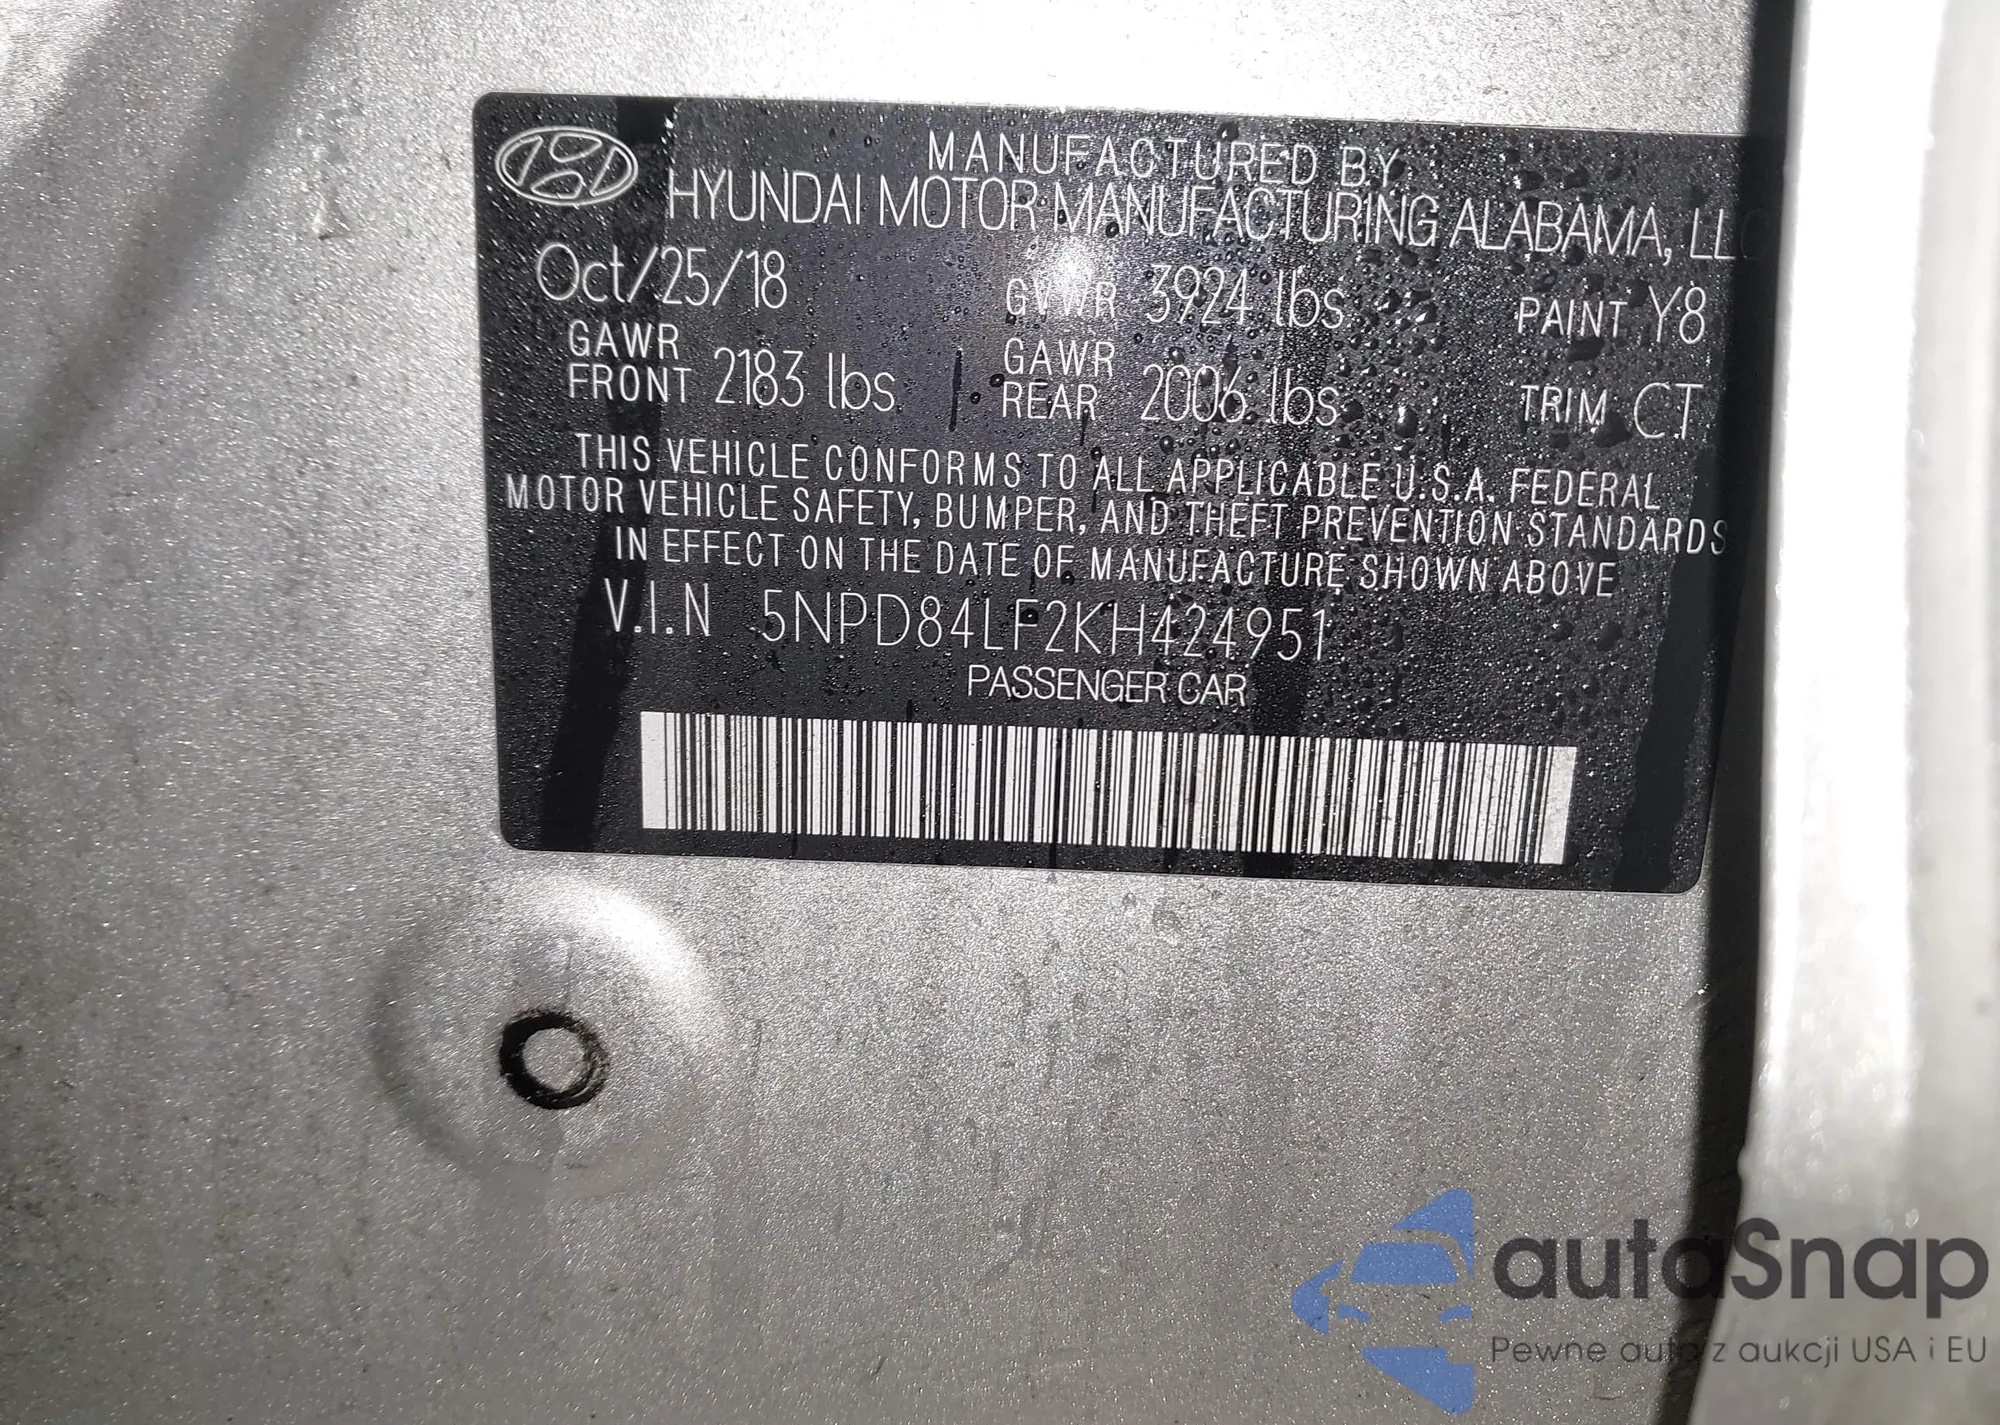 MANUFACTURED BY
HYUNDAI MOTOR MANUFACTURING ALABAMA, LLC
Oct/25/18 GVWR 3924 lbs PAINT Y8
GAWR FRONT 2183 lbs GAWR REAR 2006 lbs TRIM CT
THIS VEHICLE CONFORMS TO ALL APPLICABLE U.S.A. FEDERAL
MOTOR VEHICLE SAFETY, BUMPER, AND THEFT PREVENTION STANDARDS
IN EFFECT ON THE DATE OF MANUFACTURE SHOWN ABOVE
V.I.N 5NPD84LF2KH424951
PASSENGER CAR
autoSnap
Pewne auto z aukcji USA i EU